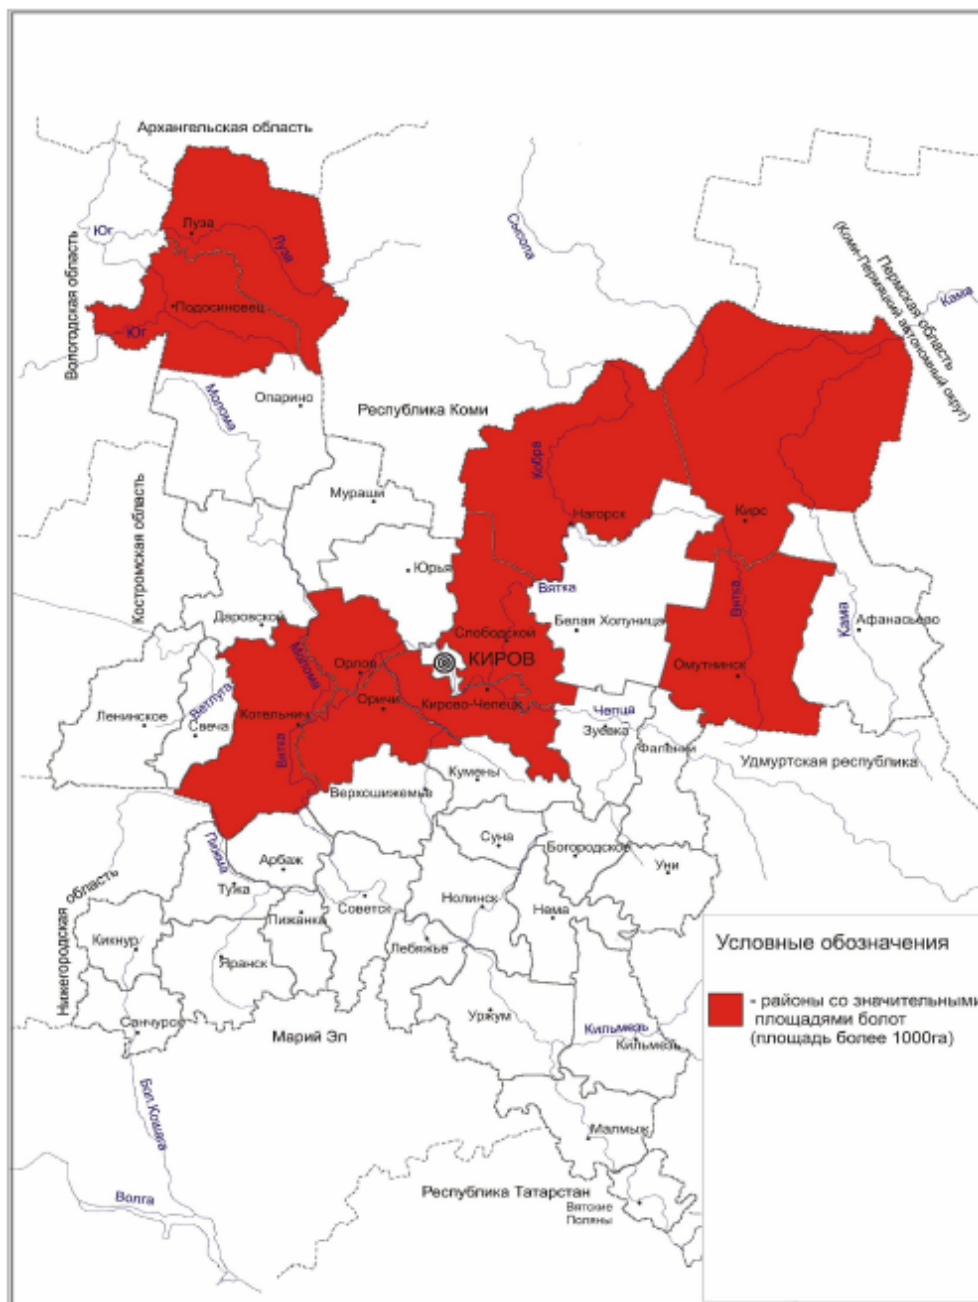 Архангельская область
Юг
Луза
Луза
Вологодская область
Подосиновец
Юг
Сысола
Пермская область
(Коми-Пермяцкий автономный округ)
Кама
Молома
Опарино
Республика Коми
Кобра
Мураши
Нагорск
Кирс
Костромская область
Юрья
Вятка
Вятка
Даровской
Слободской
Белая Холуница
Кама
Афанасьево
Молома
Орлов
КИРОВ
Омутнинск
Ленинское
Ветлуга
Свеча
Котельнич
Оричи
Кирово-Чепецк
Чепца
Зуевка
Фаленки
Удмуртская республика
Вятка
Верхошижемье
Кумены
Пижма
Арбаж
Суна
Богородское
Уни
Нижегородская область
Тужа
Пижанка
Советск
Нолинск
Нема
Кикнур
Яранск
Лебяжье
Условные обозначения
- районы со значительными
площадями болот
(площадь более 1000га)
Санчурск
Марий Эл
Уржум
Кильмезь
Кильмезь
Бол.Кокшага
Малмыж
Волга
Республика Татарстан
Вятские
Поляны